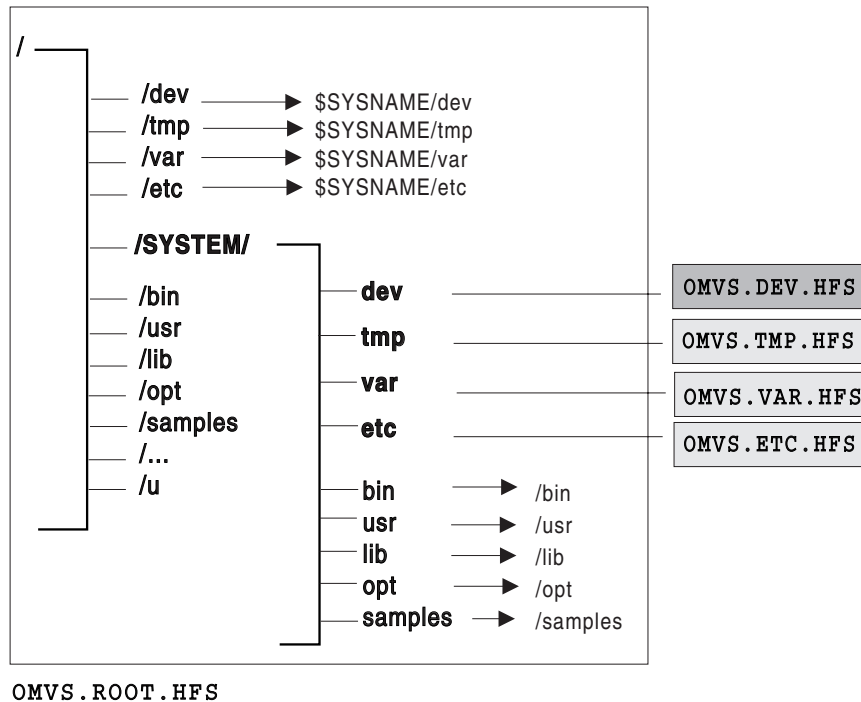 /
/dev $SYSNAME/dev
/tmp $SYSNAME/tmp
/var $SYSNAME/var
/etc $SYSNAME/etc
/SYSTEM/
/bin
/usr
/lib
/opt
/samples
/...
/u
dev OMVS.DEV.HFS
tmp OMVS.TMP.HFS
var OMVS.VAR.HFS
etc OMVS.ETC.HFS
bin /bin
usr /usr
lib /lib
opt /opt
samples /samples
OMVS.ROOT.HFS